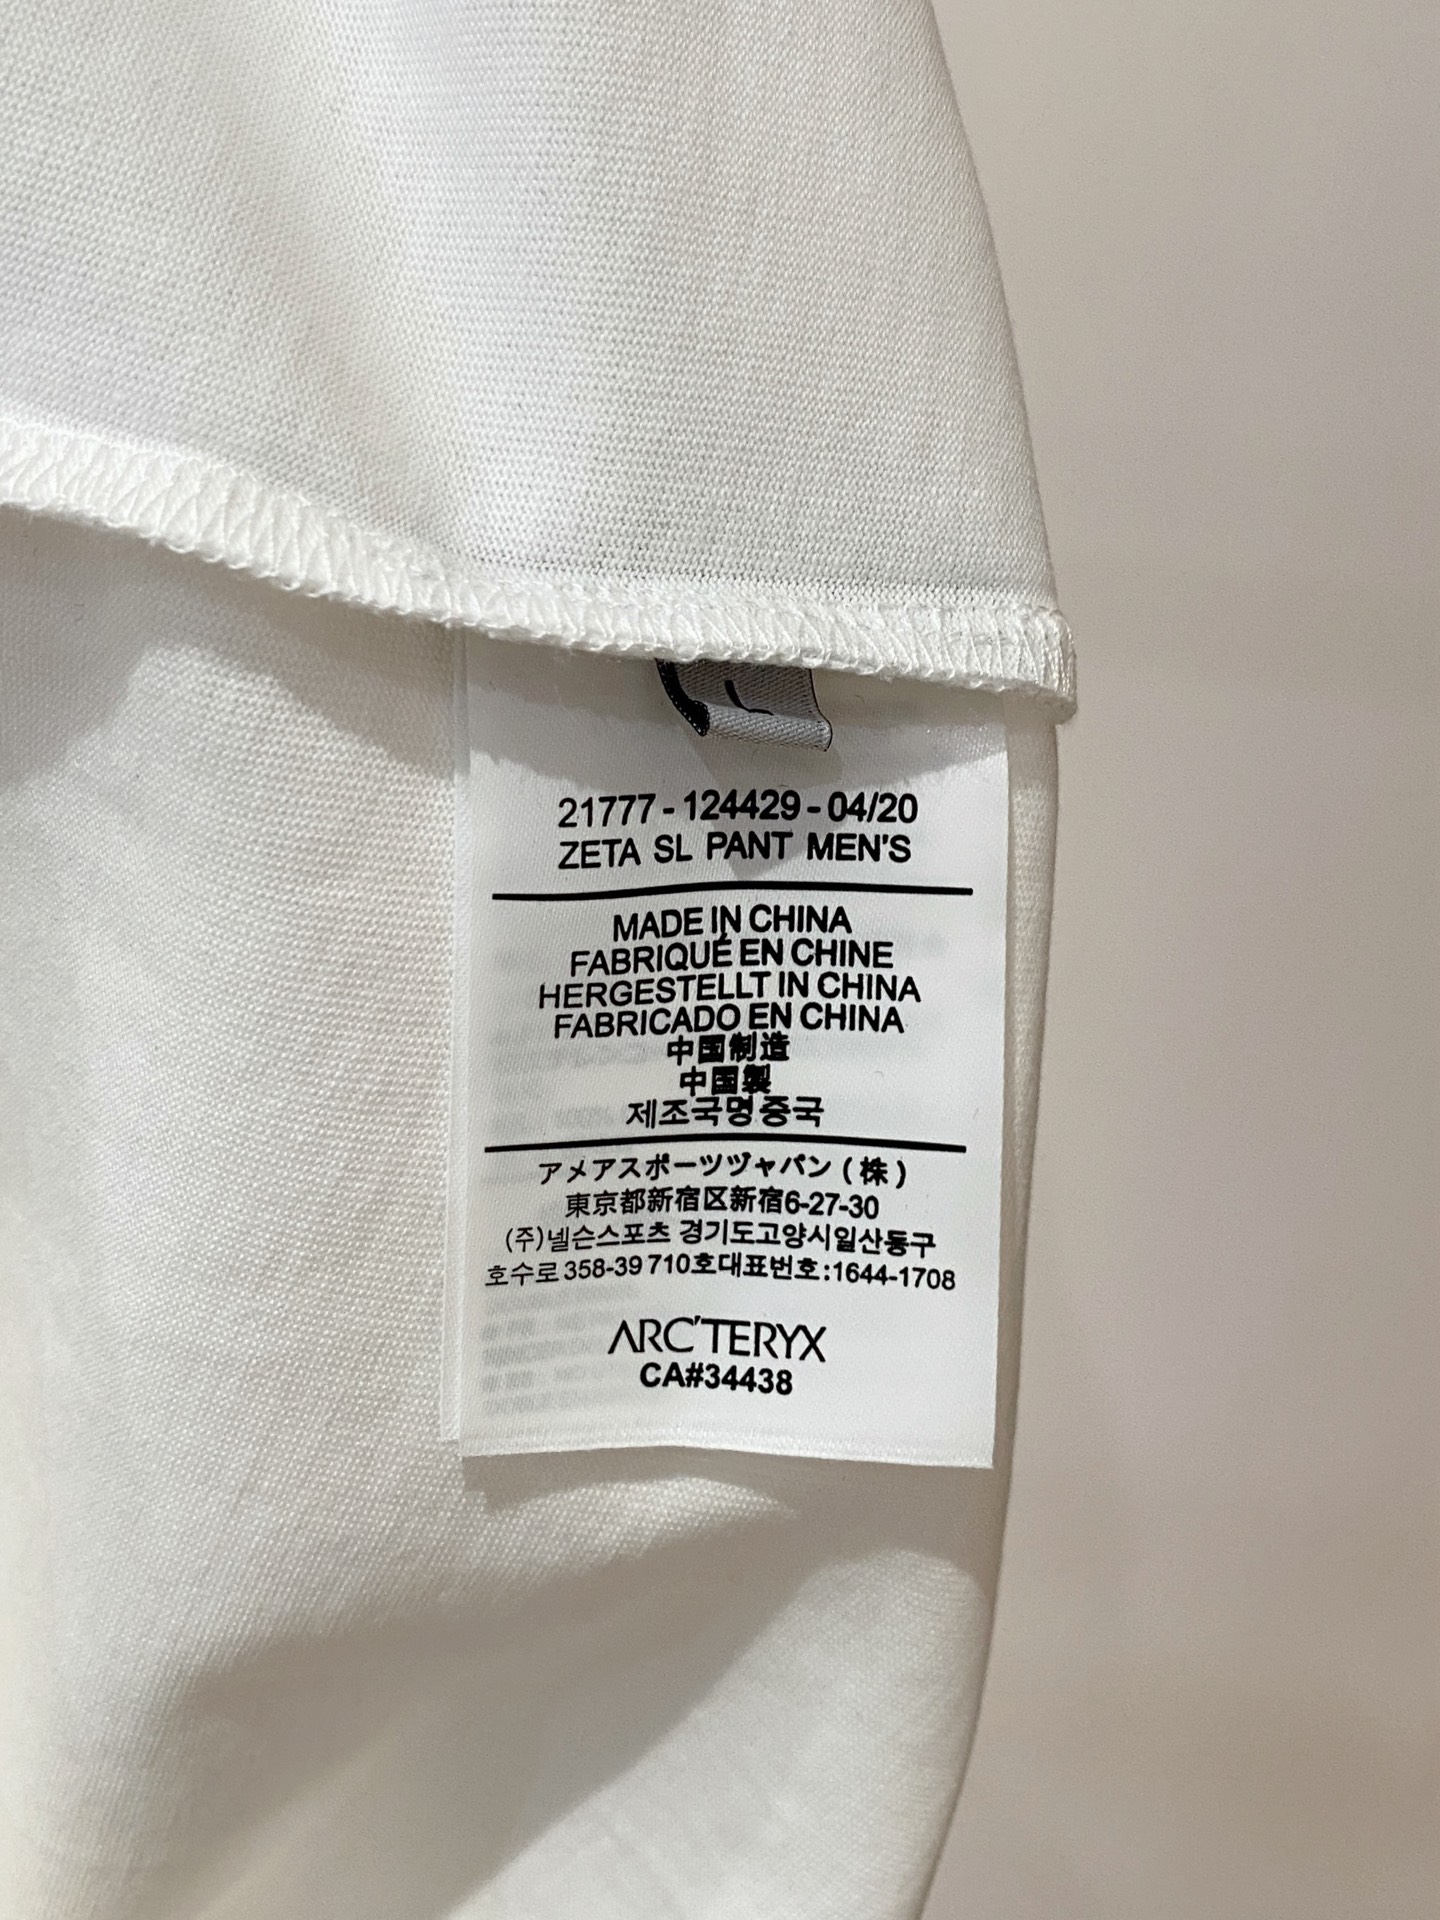 L
21777 - 124429 - 04/20
ZETA SL PANT MEN'S
MADE IN CHINA
FABRIQUÉ EN CHINE
HERGESTELLT IN CHINA
FABRICADO EN CHINA
中国制造
中国製
제조국명 중국
アメアスポーツヅャパン (株)
東京都新宿区新宿6-27-30
(주)넬슨스포츠 경기도고양시일산동구
호수로 358-39 710호대표번호:1644-1708
ARC'TERYX
CA#34438